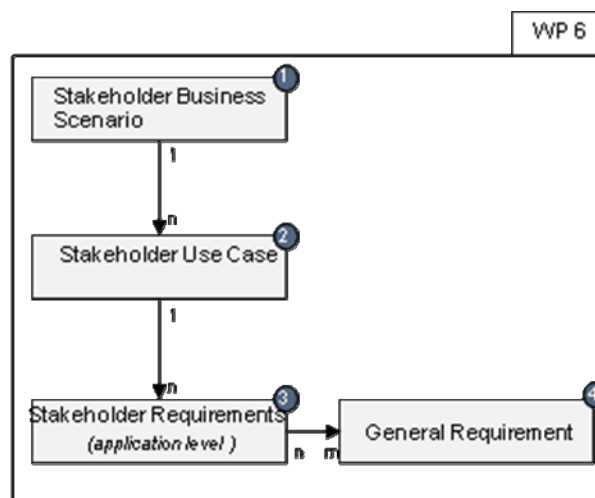 WP 6
1
Stakeholder Business
Scenario
1
n
2
Stakeholder Use Case
1
n
3
Stakeholder Requirements
(application level )
n
m
4
General Requirement